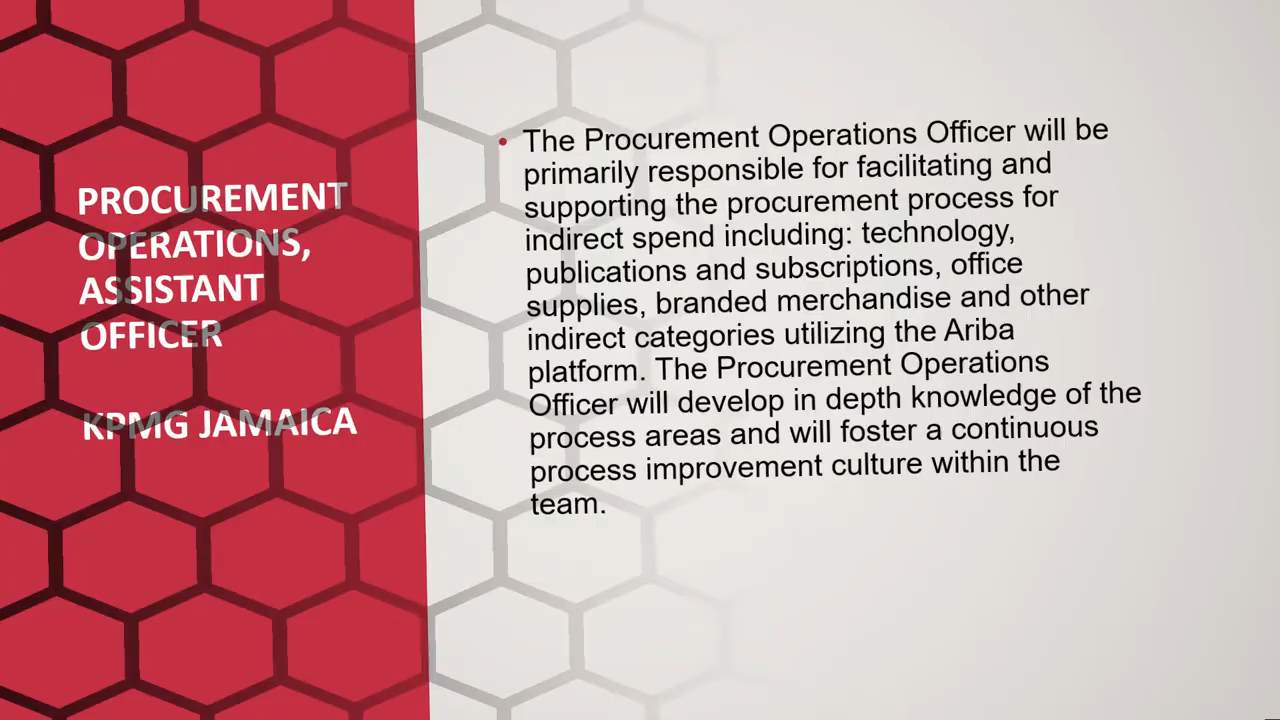 PROCUREMENT
OPERATIONS,
ASSISTANT
OFFICER
KPMG JAMAICA
• The Procurement Operations Officer will be
primarily responsible for facilitating and
supporting the procurement process for
indirect spend including: technology,
publications and subscriptions, office
supplies, branded merchandise and other
indirect categories utilizing the Ariba
platform. The Procurement Operations
Officer will develop in depth knowledge of the
process areas and will foster a continuous
process improvement culture within the
team.